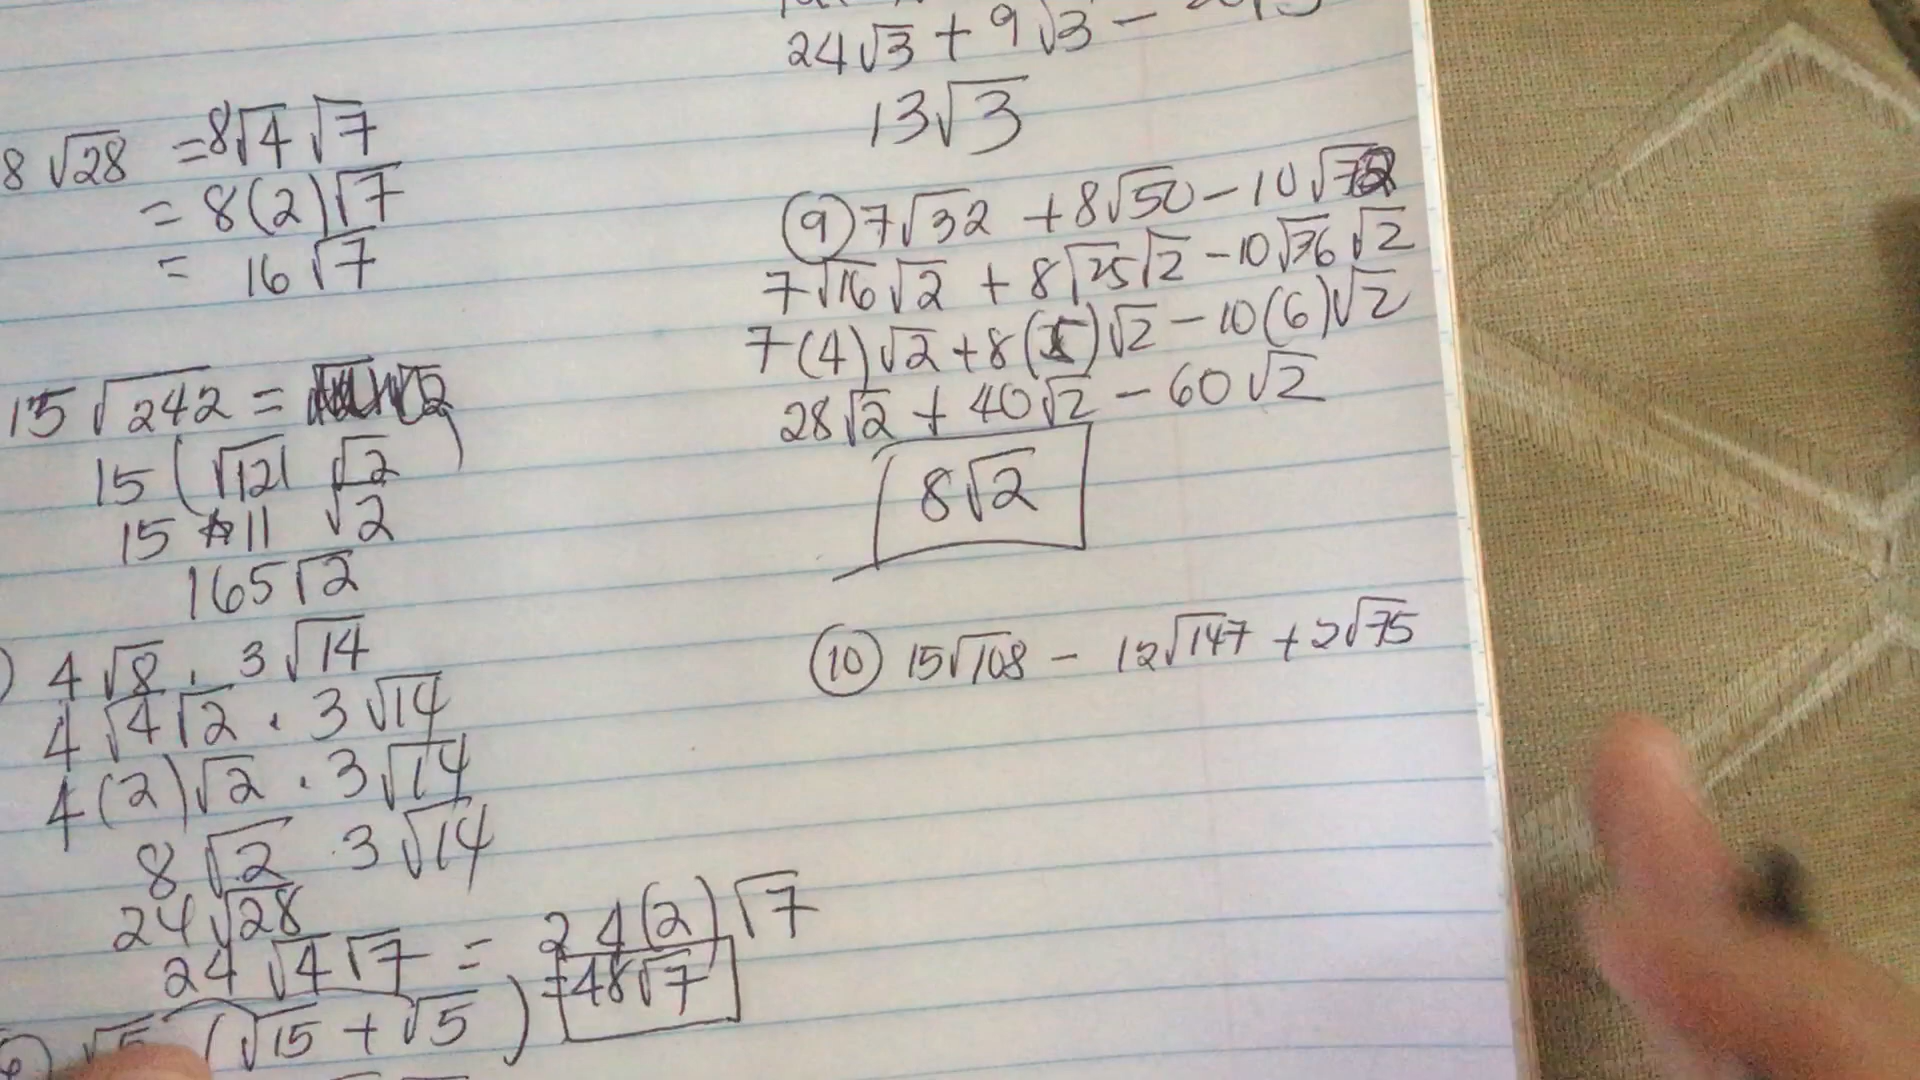 8√28 = 8√4 √7
= 8(2)√7
= 16√7
15√242 = √2
15(√121 √2)
15 * 11 √2
165√2
) 4√8 · 3√14
4√4√2 · 3√14
4(2)√2 · 3√14
8√2 · 3√14
24√28
24√4√7 = 24(2)√7
= 48√7
√5 (√15 + √5)
24√3 + 9√3 −
13√3
9 7√32 + 8√50 − 10√72
7√16√2 + 8√25√2 − 10√36√2
7(4)√2 + 8(5)√2 − 10(6)√2
28√2 + 40√2 − 60√2
8√2
10 15√108 − 12√147 + 2√75